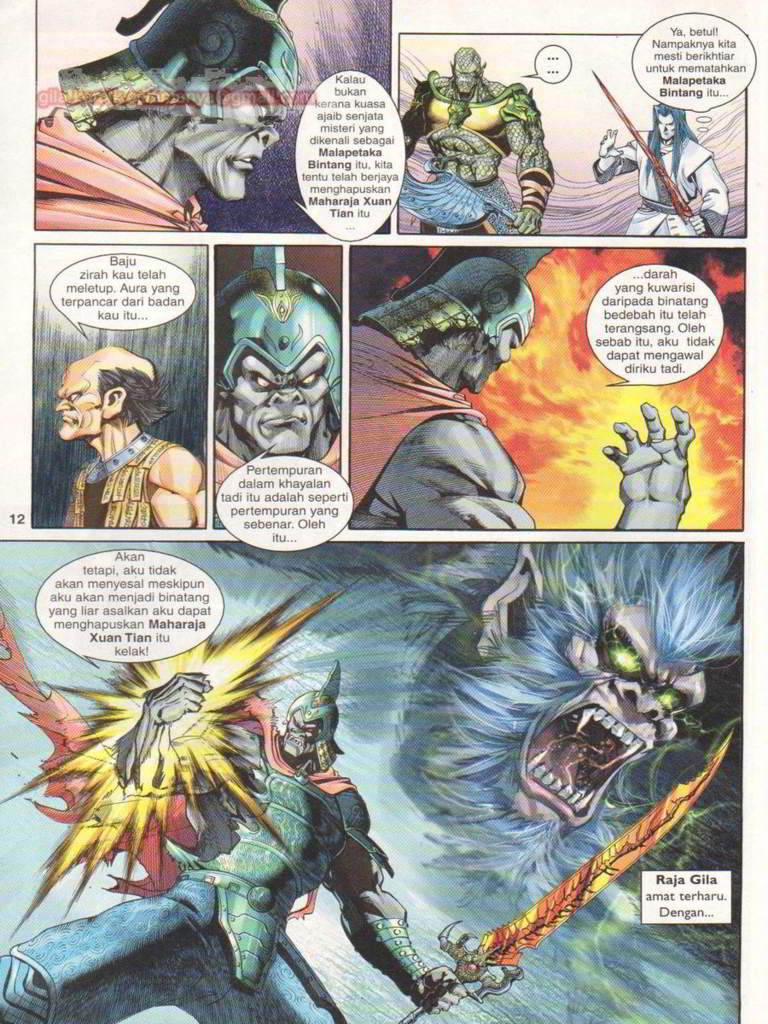 Kalau
bukan
kerana kuasa
ajaib senjata
misteri yang
dikenali sebagai
Malapetaka
Bintang itu, kita
tentu telah berjaya
menghapuskan
Maharaja Xuan
Tian itu
...
...
...
Ya, betul!
Nampaknya kita
mesti berikhtiar
untuk mematahkan
Malapetaka
Bintang itu...
Baju
zirah kau telah
meletup. Aura yang
terpancar dari badan
kau itu...
Pertempuran
dalam khayalan
tadi itu adalah seperti
pertempuran yang
sebenar. Oleh
itu...
...darah
yang kuwarisi
daripada binatang
bedebah itu telah
terangsang. Oleh
sebab itu, aku tidak
dapat mengawal
diriku tadi.
12
Akan
tetapi, aku tidak
akan menyesal meskipun
aku akan menjadi binatang
yang liar asalkan aku dapat
menghapuskan Maharaja
Xuan Tian itu
kelak!
Raja Gila
amat terharu.
Dengan...